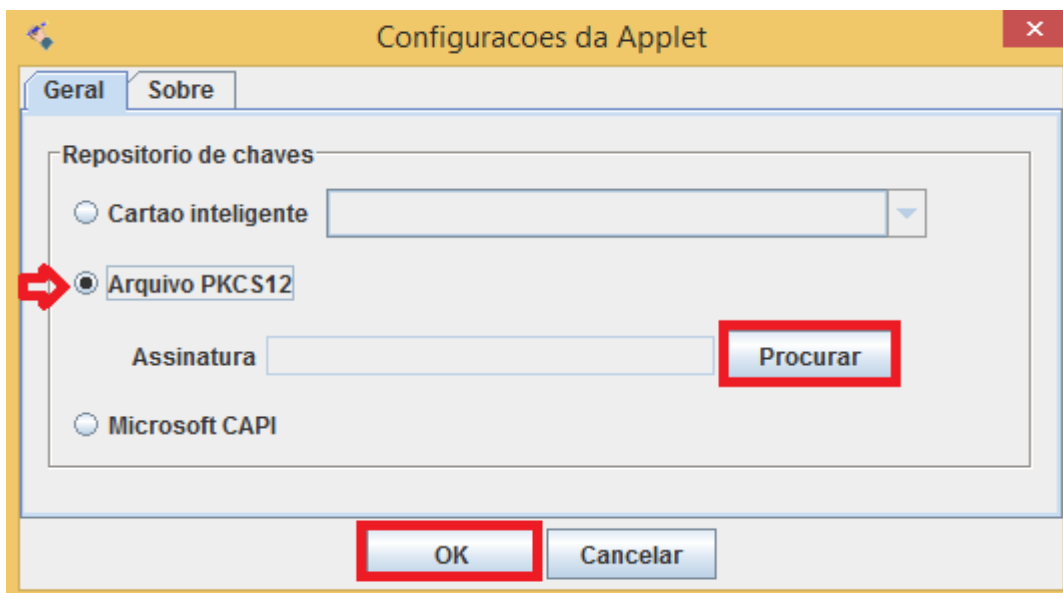 Configuracoes da Applet
Geral Sobre
Repositorio de chaves
Cartao inteligente
Arquivo PKCS12
Assinatura Procurar
Microsoft CAPI
OK Cancelar